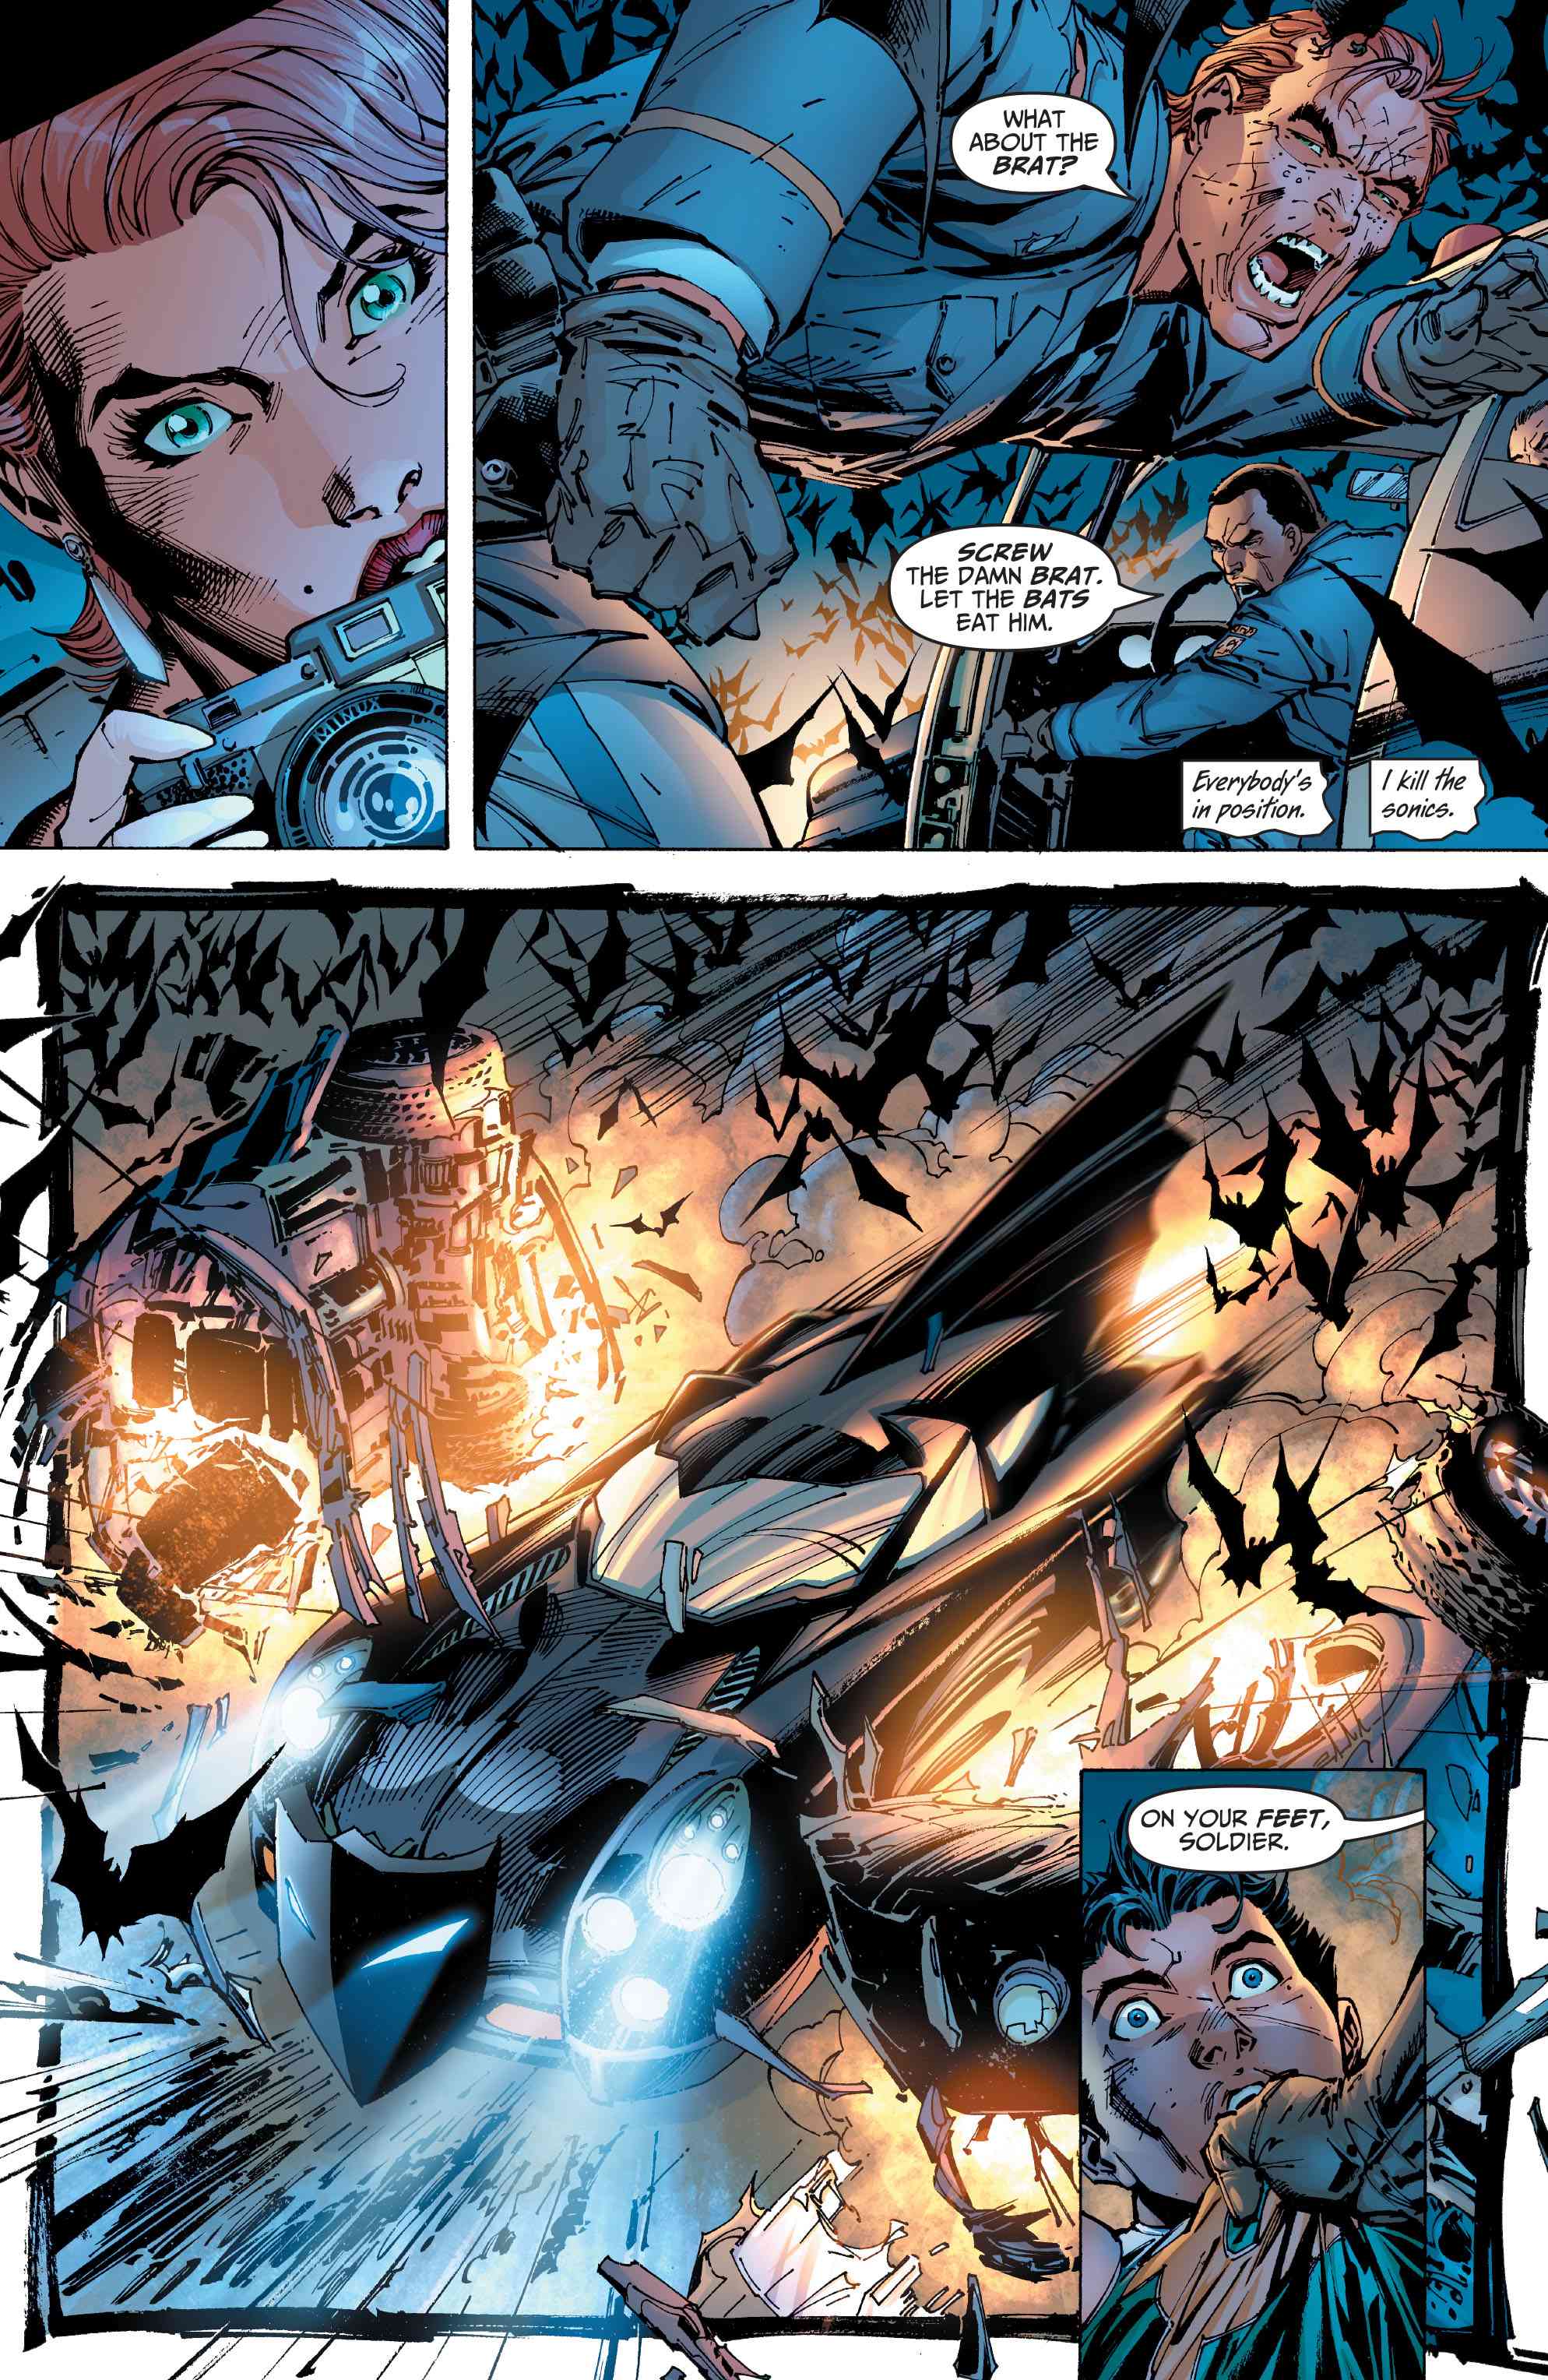 MINUX
WHAT
ABOUT THE
BRAT?
SCREW
THE DAMN BRAT.
LET THE BATS
EAT HIM.
Everybody's
in position.
I kill the
sonics.
ON YOUR FEET,
SOLDIER.